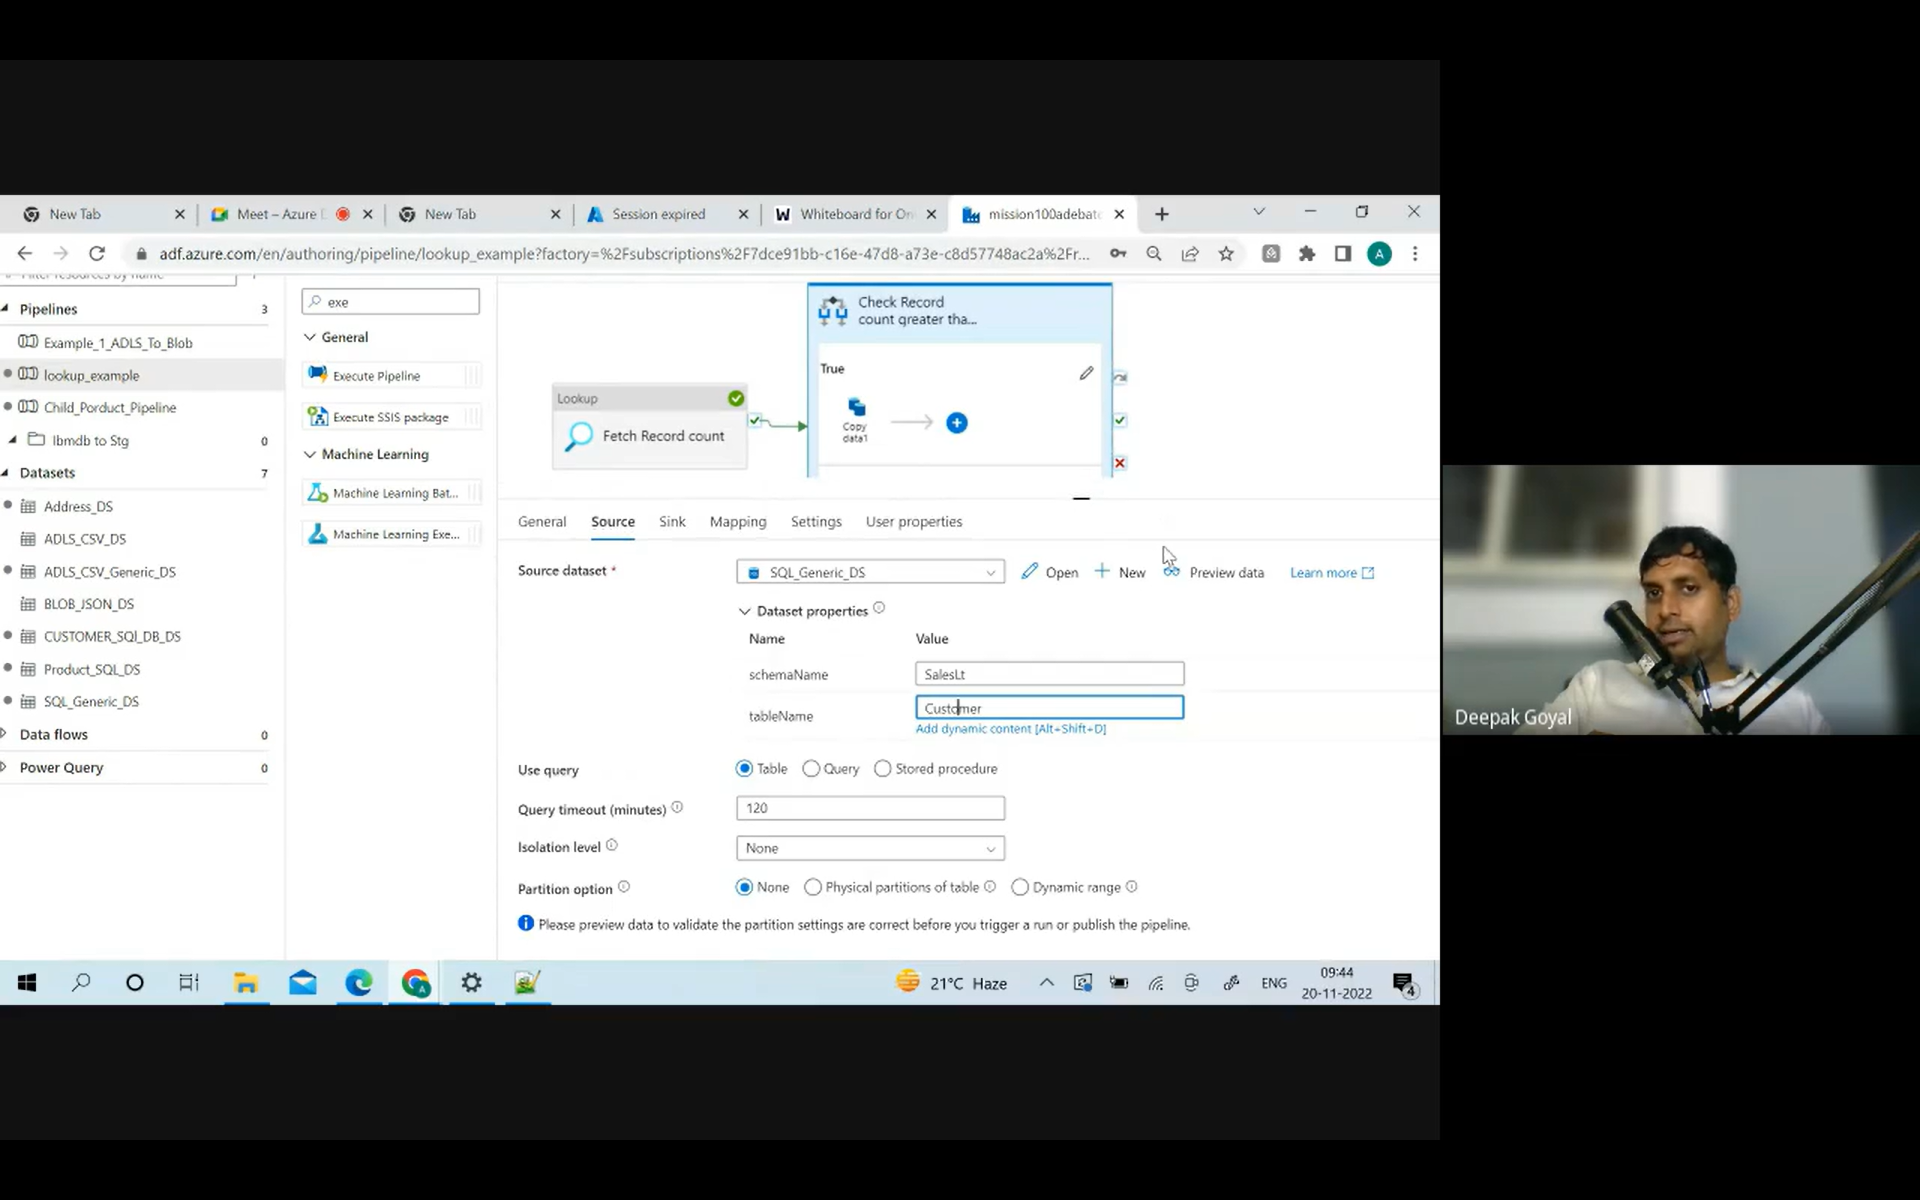 New Tab
Meet – Azure D
New Tab
Session expired
Whiteboard for On
mission100adebatc
adf.azure.com/en/authoring/pipeline/lookup_example?factory=%2Fsubscriptions%2F7dce91bb-c16e-47d8-a73e-c8d57748ac2a%2Fr...
A
Filter resources by name
Pipelines 3
Example_1_ADLS_To_Blob
lookup_example
Child_Porduct_Pipeline
Ibmdb to Stg 0
Datasets 7
Address_DS
ADLS_CSV_DS
ADLS_CSV_Generic_DS
BLOB_JSON_DS
CUSTOMER_SQl_DB_DS
Product_SQL_DS
SQL_Generic_DS
Data flows 0
Power Query 0
exe
General
Execute Pipeline
Execute SSIS package
Machine Learning
Machine Learning Bat...
Machine Learning Exe...
Lookup
Fetch Record count
Check Record
count greater tha...
True
Copy
data1
General Source Sink Mapping Settings User properties
Source dataset *
SQL_Generic_DS
Open
New
Preview data
Learn more
Dataset properties
Name Value
schemaName SalesLt
tableName Customer
Add dynamic content [Alt+Shift+D]
Use query Table Query Stored procedure
Query timeout (minutes) 120
Isolation level None
Partition option None Physical partitions of table Dynamic range
Please preview data to validate the partition settings are correct before you trigger a run or publish the pipeline.
21°C Haze
ENG
09:44
20-11-2022
4
Deepak Goyal